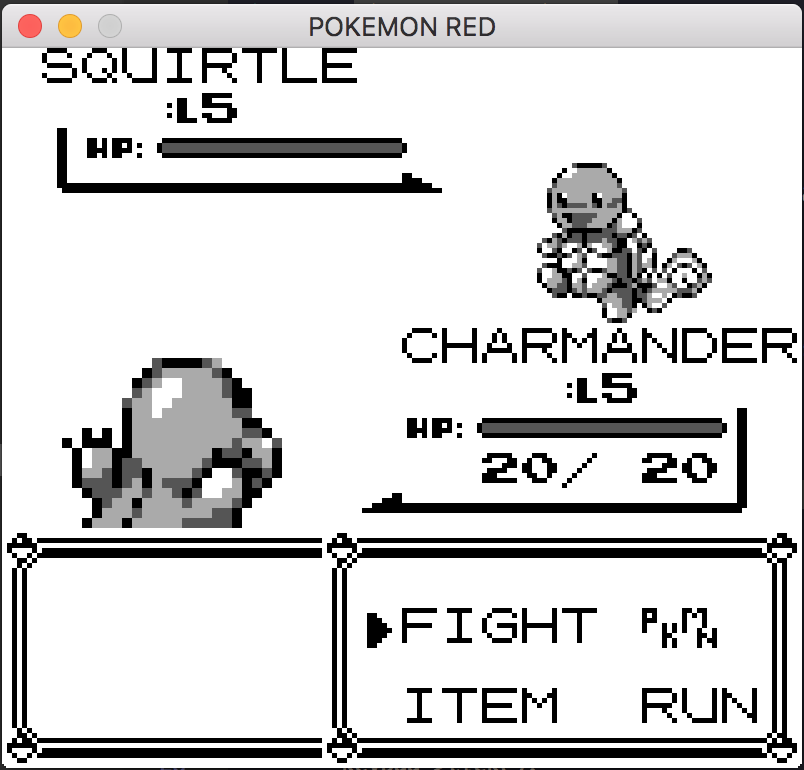 POKEMON RED
SQUIRTLE
:L5
HP:
CHARMANDER
:L5
HP:
20/ 20
FIGHT PKMN
ITEM RUN